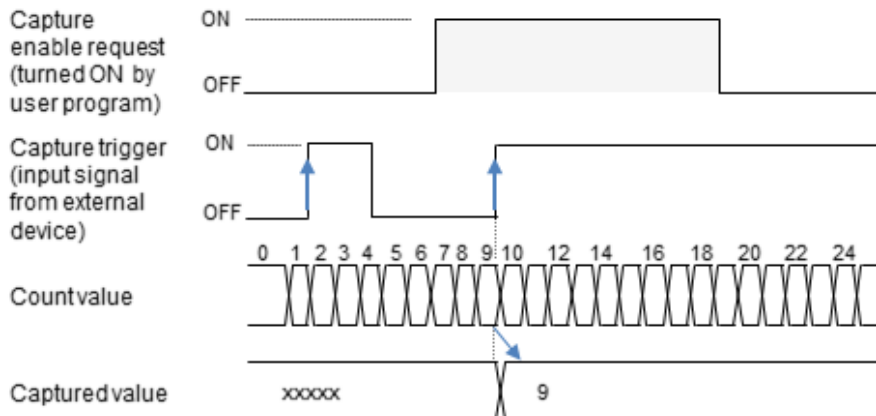 Capture
enable request
(turned ON by
user program)
ON
OFF
Capture trigger
(input signal
from external
device)
ON
OFF
0 1 2 3 4 5 6 7 8 9 10 12 14 16 18 20 22 24
Count value
Captured value xxxxx 9